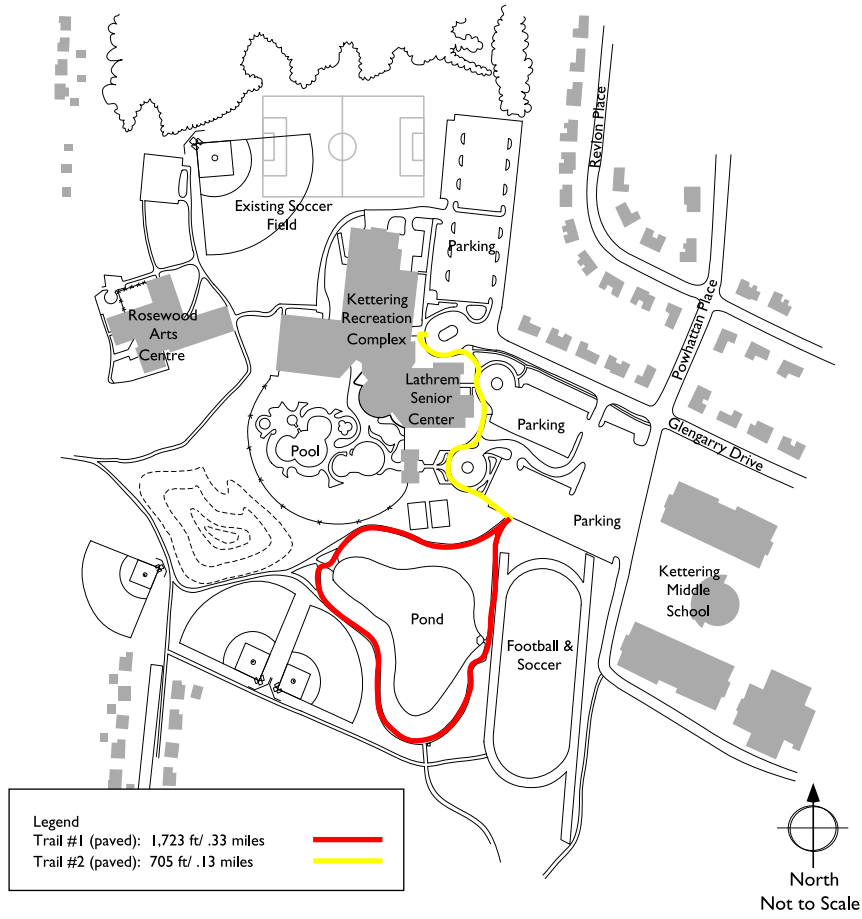 Revlon Place
Existing Soccer
Field
Parking
Powhattan Place
Kettering
Recreation
Complex
Rosewood
Arts
Centre
Lathrem
Senior
Center
Parking
Glengarry Drive
Pool
Parking
Kettering
Middle
School
Pond
Football &
Soccer
Legend
Trail #1 (paved): 1,723 ft/ .33 miles
Trail #2 (paved): 705 ft/ .13 miles
North
Not to Scale